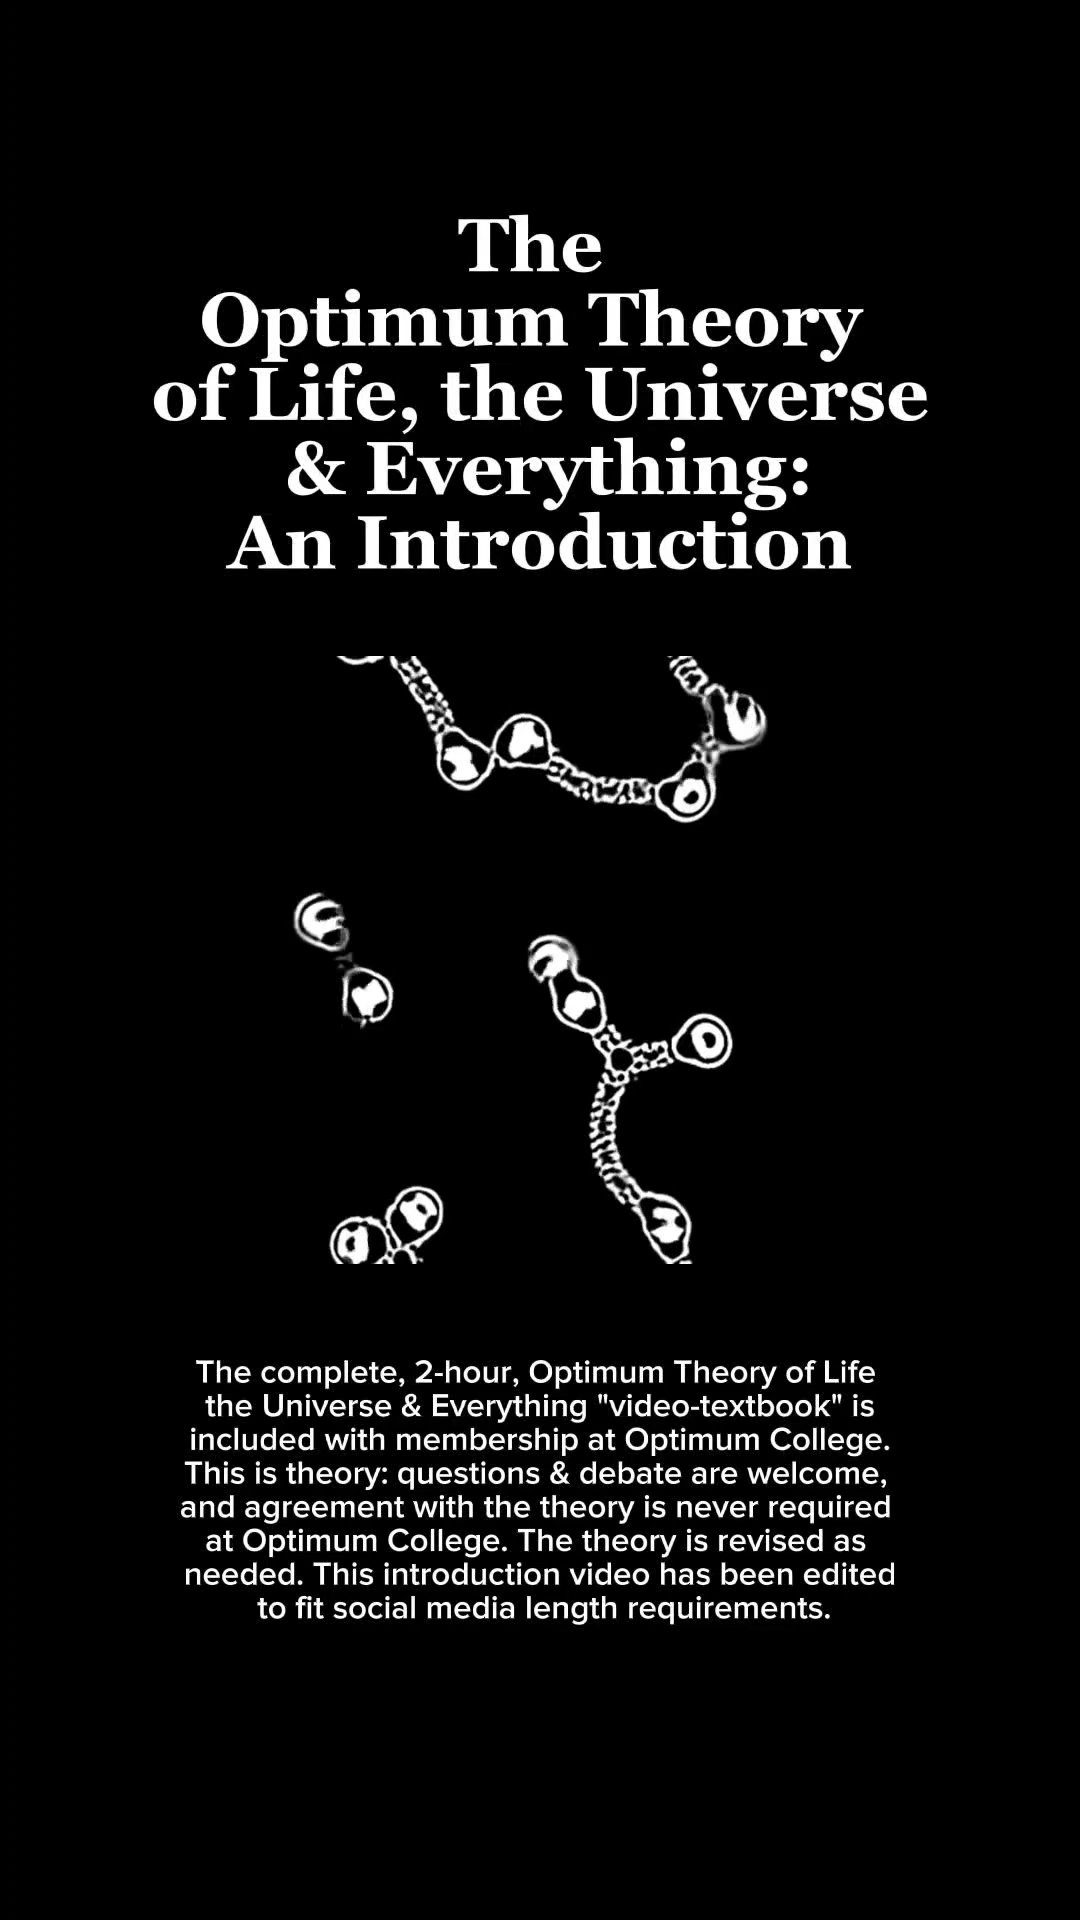 The
Optimum Theory
of Life, the Universe
& Everything:
An Introduction
The complete, 2-hour, Optimum Theory of Life
the Universe & Everything "video-textbook" is
included with membership at Optimum College.
This is theory: questions & debate are welcome,
and agreement with the theory is never required
at Optimum College. The theory is revised as
needed. This introduction video has been edited
to fit social media length requirements.